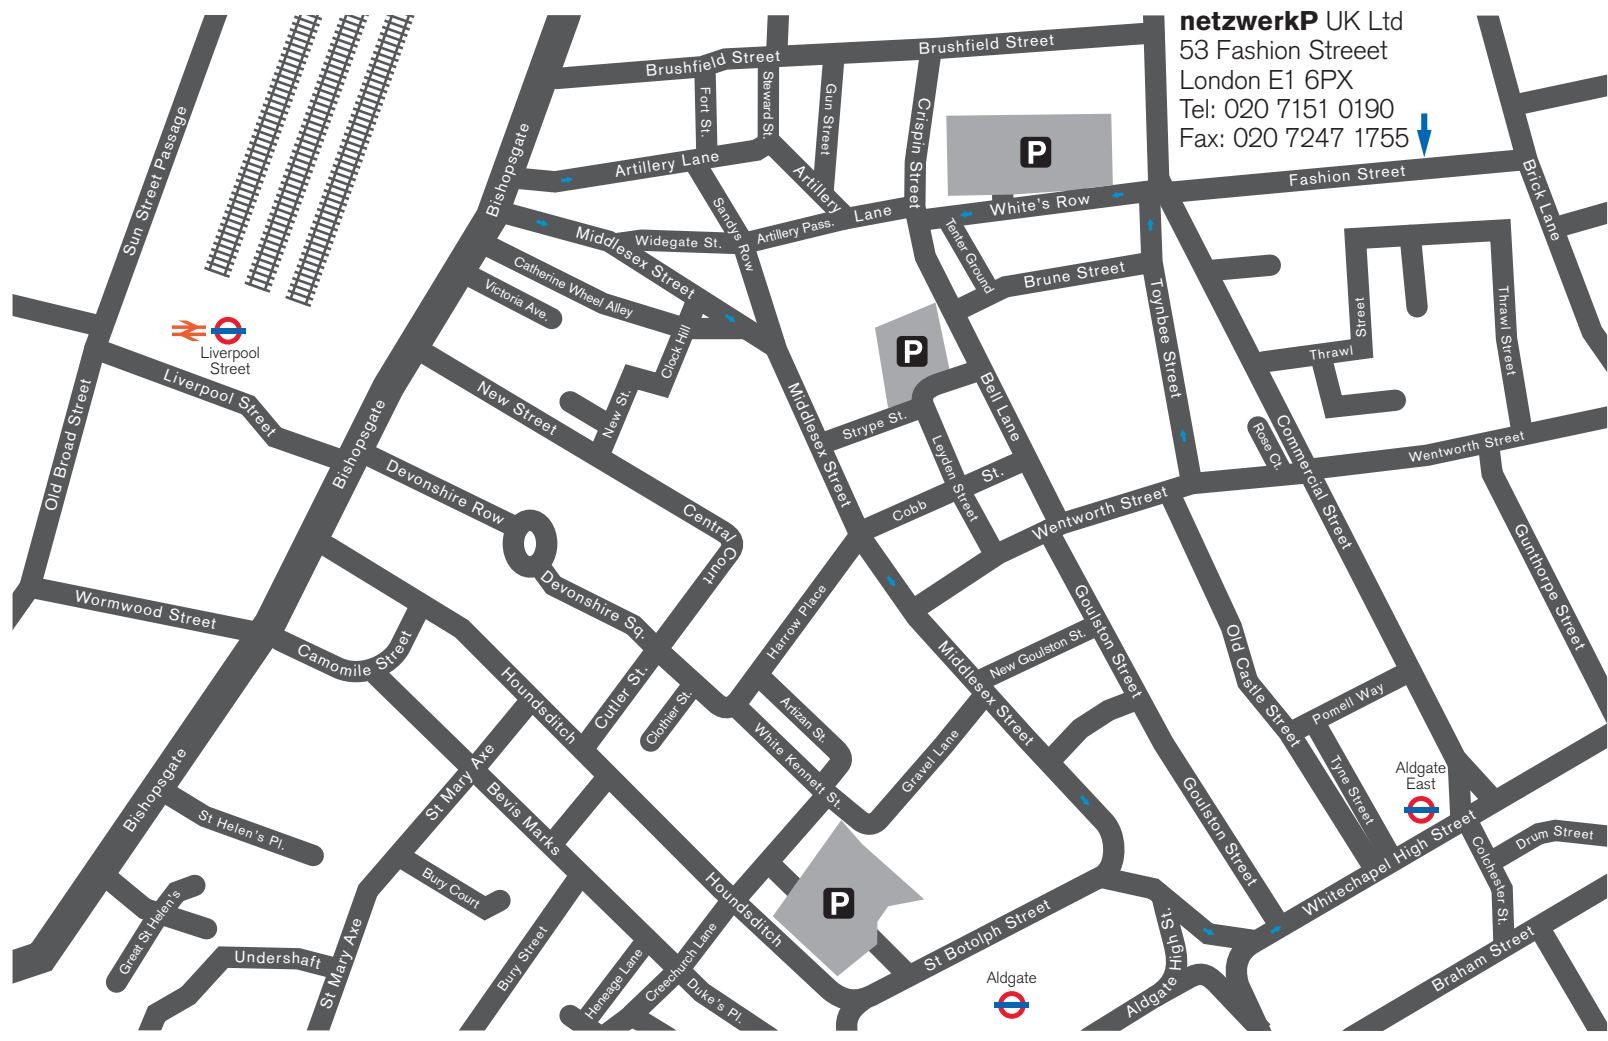 netzwerkP UK Ltd
53 Fashion Streeet
London E1 6PX
Tel: 020 7151 0190
Fax: 020 7247 1755
Brushfield Street
Brushfield Street
Fort St.
Steward St.
Gun Street
Crispin Street
Sun Street Passage
Bishopsgate
Artillery Lane
Artillery
Lane
P
White's Row
Fashion Street
Brick Lane
Middlesex Street
Widegate St.
Sandys Row
Artillery Pass.
Tenter Ground
Brune Street
Catherine Wheel Alley
Victoria Ave.
Clock Hill
Toynbee Street
Thrawl
Street
Thrawl Street
Liverpool
Street
P
Liverpool Street
Old Broad Street
Bishopsgate
New Street
New St.
Middlesex Street
Strype St.
Bell Lane
Leyden Street
Cobb
St.
Rose Ct.
Commercial Street
Wentworth Street
Wentworth Street
Devonshire Row
Central
Court
Devonshire Sq.
Gunthorpe Street
Wormwood Street
Camomile Street
Harrow Place
Goulston Street
New Goulston St.
Middlesex Street
Old Castle Street
Pomell Way
Houndsditch
Cutler St.
Clothier St.
Artizan St.
White Kennett St.
Gravel Lane
Tyne Street
Aldgate
East
Bishopsgate
St Mary Axe
Bevis Marks
Goulston Street
St Helen's Pl.
Bury Court
Houndsditch
P
Whitechapel High Street
Colchester St.
Drum Street
Great St Helen's
Undershaft
St Mary Axe
Bury Street
Heneage Lane
Creechurch Lane
Duke's Pl.
St Botolph Street
Aldgate
Aldgate
High St.
Braham Street